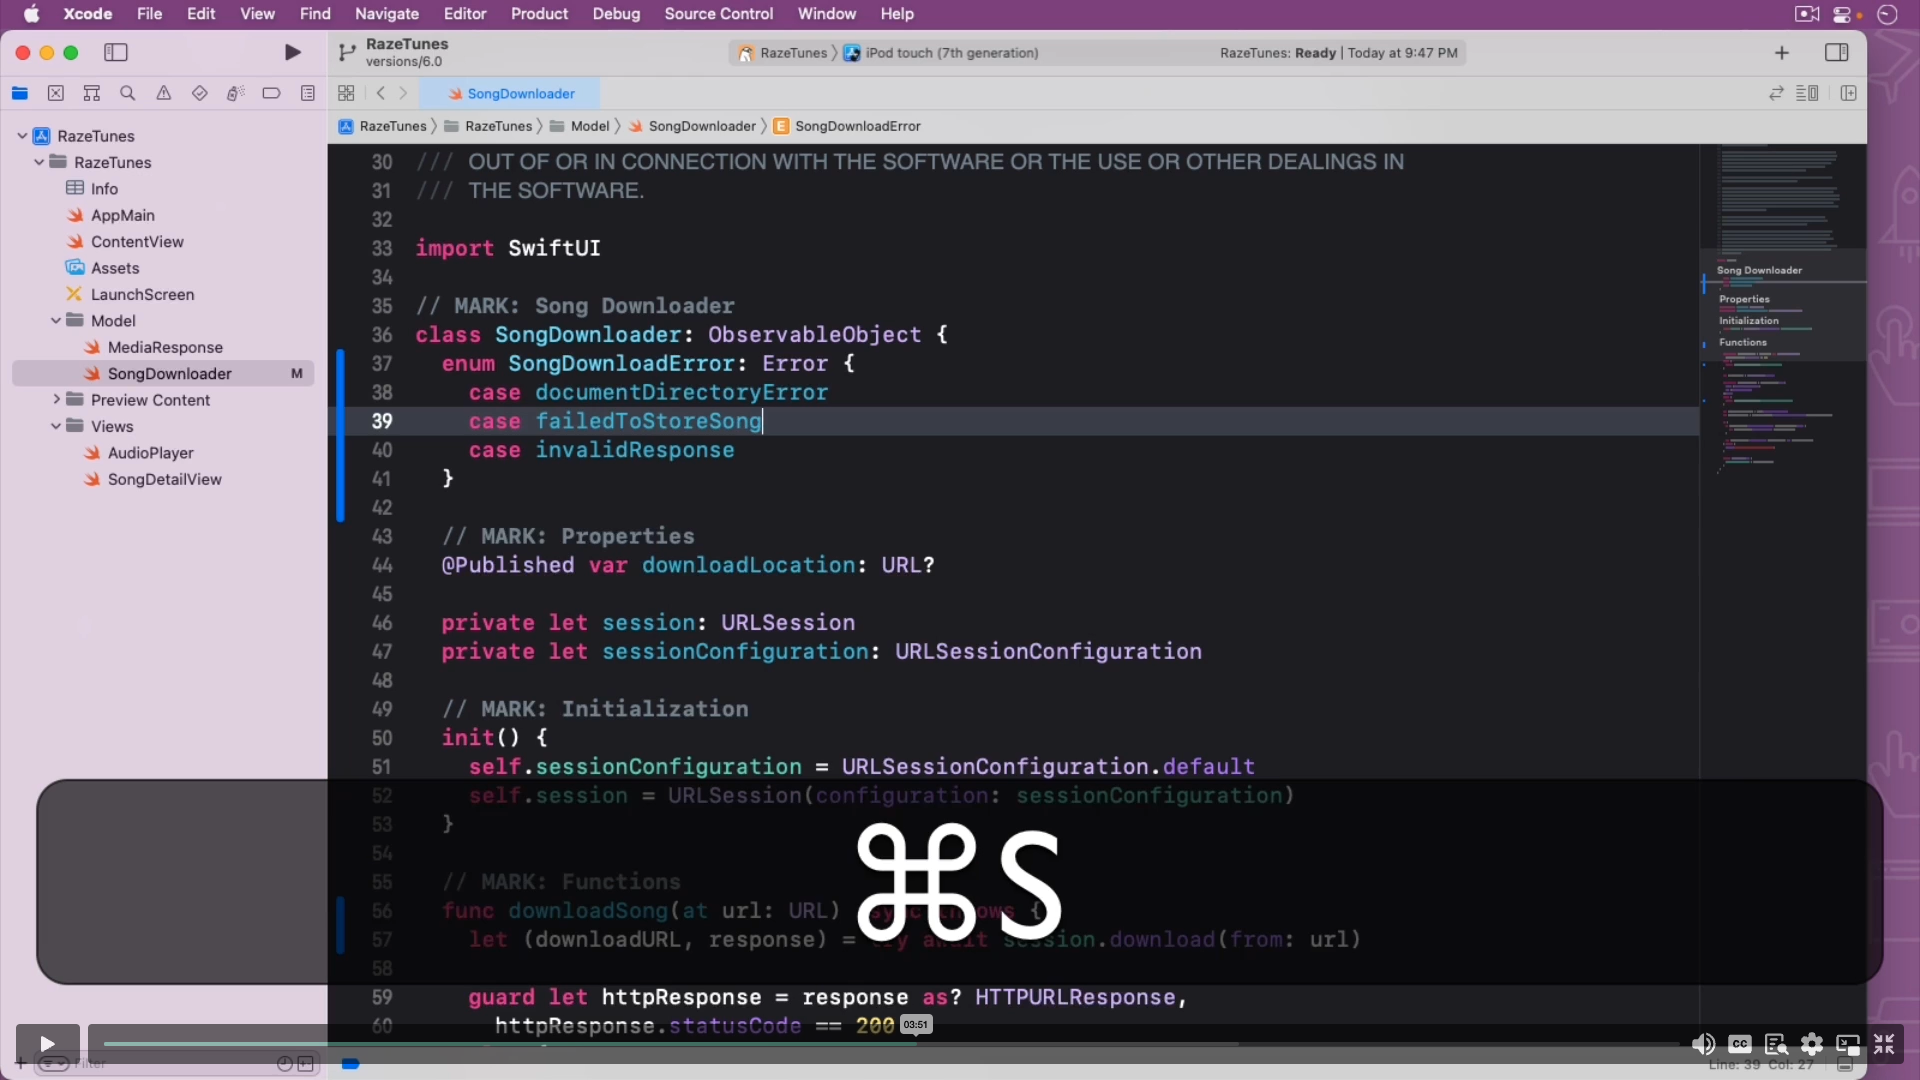 Xcode File Edit View Find Navigate Editor Product Debug Source Control Window Help
RazeTunes
versions/6.0
RazeTunes 〉 iPod touch (7th generation)
RazeTunes: Ready | Today at 9:47 PM
SongDownloader
RazeTunes 〉 RazeTunes 〉 Model 〉 SongDownloader 〉 E SongDownloadError
RazeTunes
RazeTunes
Info
AppMain
ContentView
Assets
LaunchScreen
Model
MediaResponse
SongDownloader M
Preview Content
Views
AudioPlayer
SongDetailView
Filter
30 /// OUT OF OR IN CONNECTION WITH THE SOFTWARE OR THE USE OR OTHER DEALINGS IN
31 /// THE SOFTWARE.
32
33 import SwiftUI
34
35 // MARK: Song Downloader
36 class SongDownloader: ObservableObject {
37 enum SongDownloadError: Error {
38 case documentDirectoryError
39 case failedToStoreSong
40 case invalidResponse
41 }
42
43 // MARK: Properties
44 @Published var downloadLocation: URL?
45
46 private let session: URLSession
47 private let sessionConfiguration: URLSessionConfiguration
48
49 // MARK: Initialization
50 init() {
51 self.sessionConfiguration = URLSessionConfiguration.default
52 self.session = URLSession(configuration: sessionConfiguration)
53 }
54
55 // MARK: Functions
56 func downloadSong(at url: URL) async throws {
57 let (downloadURL, response) = try await session.download(from: url)
58
59 guard let httpResponse = response as? HTTPURLResponse,
60 httpResponse.statusCode == 200
⌘S
Song Downloader
Properties
Initialization
Functions
03:51
CC
Line: 39 Col: 27